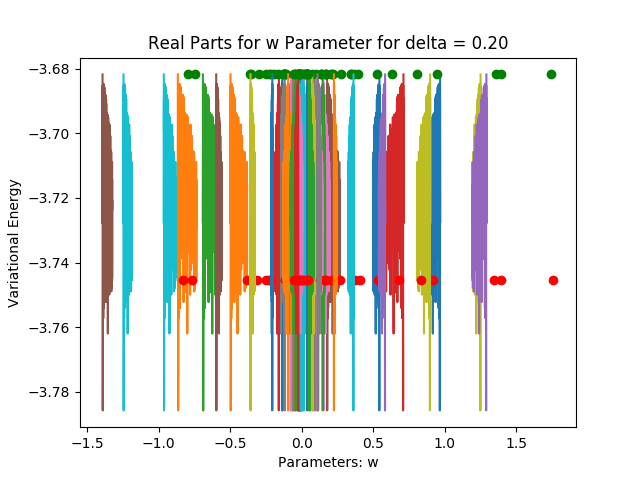 Real Parts for w Parameter for delta = 0.20
Variational Energy
−3.68
−3.70
−3.72
−3.74
−3.76
−3.78
−1.5 −1.0 −0.5 0.0 0.5 1.0 1.5
Parameters: w